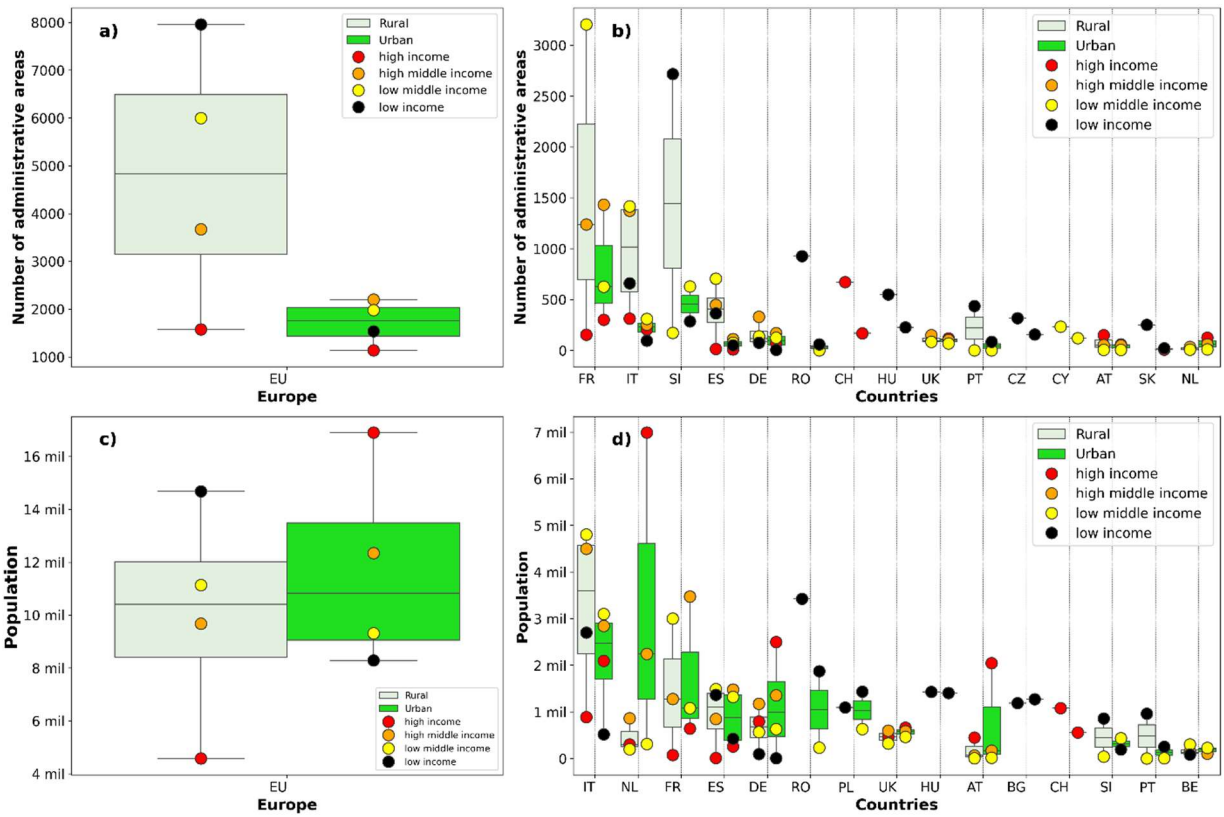 a)
Rural
Urban
high income
high middle income
low middle income
low income
8000
7000
6000
5000
4000
3000
2000
1000
Number of administrative areas
EU
Europe
b)
Rural
Urban
high income
high middle income
low middle income
low income
3000
2500
2000
1500
1000
500
0
Number of administrative areas
FR IT SI ES DE RO CH HU UK PT CZ CY AT SK NL
Countries
c)
Rural
Urban
high income
high middle income
low middle income
low income
16 mil
14 mil
12 mil
10 mil
8 mil
6 mil
4 mil
Population
EU
Europe
d)
Rural
Urban
high income
high middle income
low middle income
low income
7 mil
6 mil
5 mil
4 mil
3 mil
2 mil
1 mil
0
Population
IT NL FR ES DE RO PL UK HU AT BG CH SI PT BE
Countries